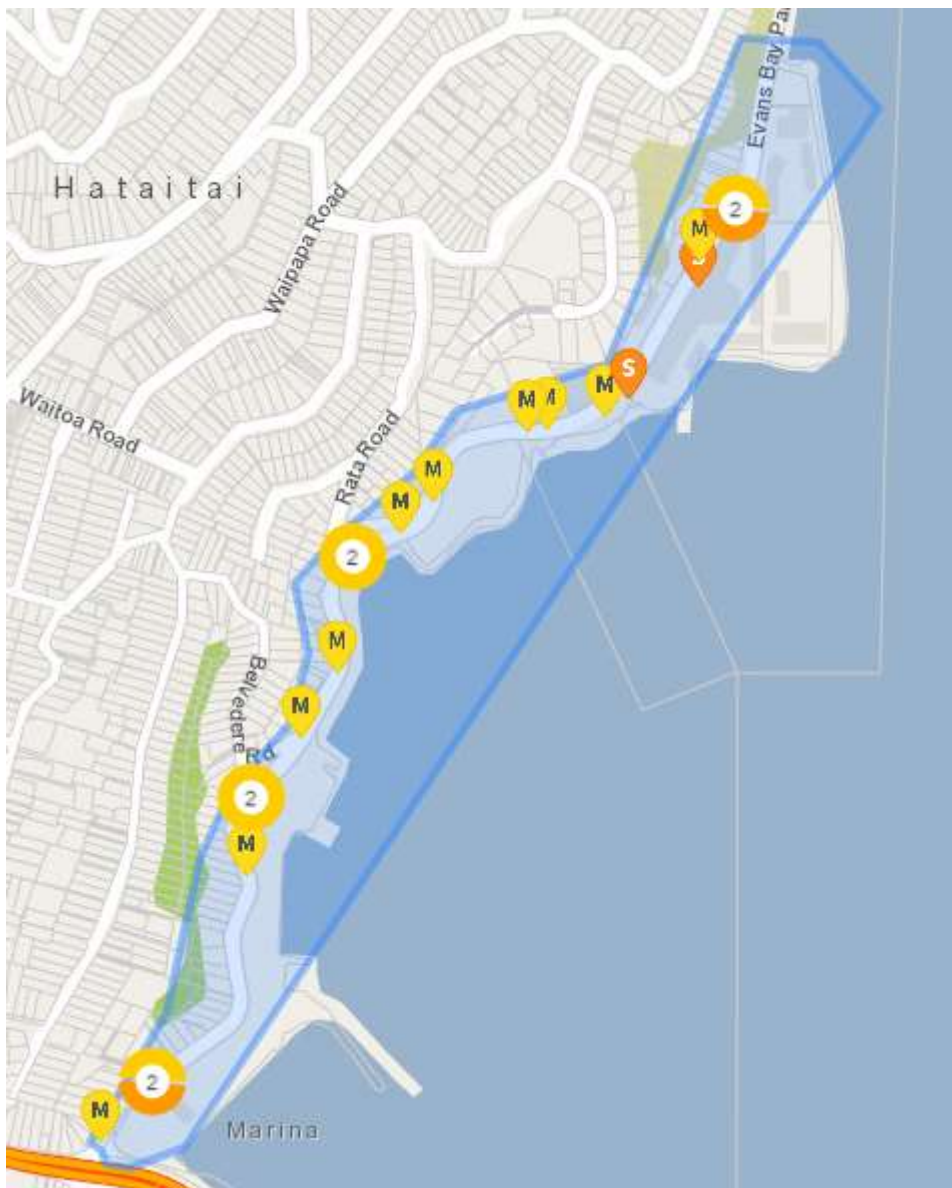 Evans Bay Pa
Hataitai
Waipapa Road
2
M
S
S
Waitoa Road
M
M
M
Rata Road
M
M
2
M
Belvedere
Rd
M
2
M
2
M
Marina